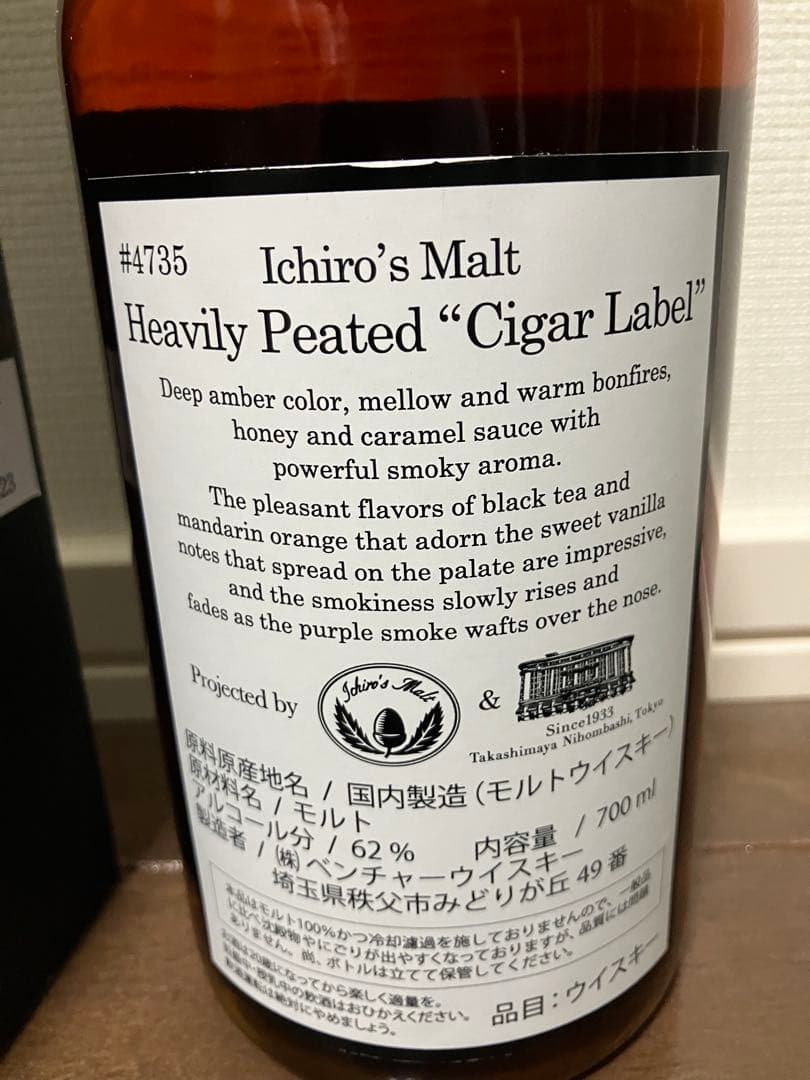 #4735
Ichiro's Malt
Heavily Peated “Cigar Label”
Deep amber color, mellow and warm bonfires,
honey and caramel sauce with
powerful smoky aroma.
The pleasant flavors of black tea and
mandarin orange that adorn the sweet vanilla
notes that spread on the palate are impressive,
and the smokiness slowly rises and
fades as the purple smoke wafts over the nose.
Projected by
Ichiro's Malt
&
Since1933
Takashimaya Nihombashi, Tokyo
原料原産地名 / 国内製造（モルトウイスキー）
原材料名 / モルト
アルコール分 / 62 % 内容量 / 700 ml
製造者 / ㈱ベンチャーウイスキー
埼玉県秩父市みどりが丘 49 番
本品はモルト100%かつ冷却濾過を施しておりませんので、一般品
に比べ沈殿物やにごりが出やすくなっておりますが、品質には問題
ありません。尚、ボトルは立てて保管してください。
お酒は20歳になってから楽しく適量を。
妊娠中・授乳中の飲酒はおひかえください。
飲酒運転は絶対にやめましょう。
品目：ウイスキー
23